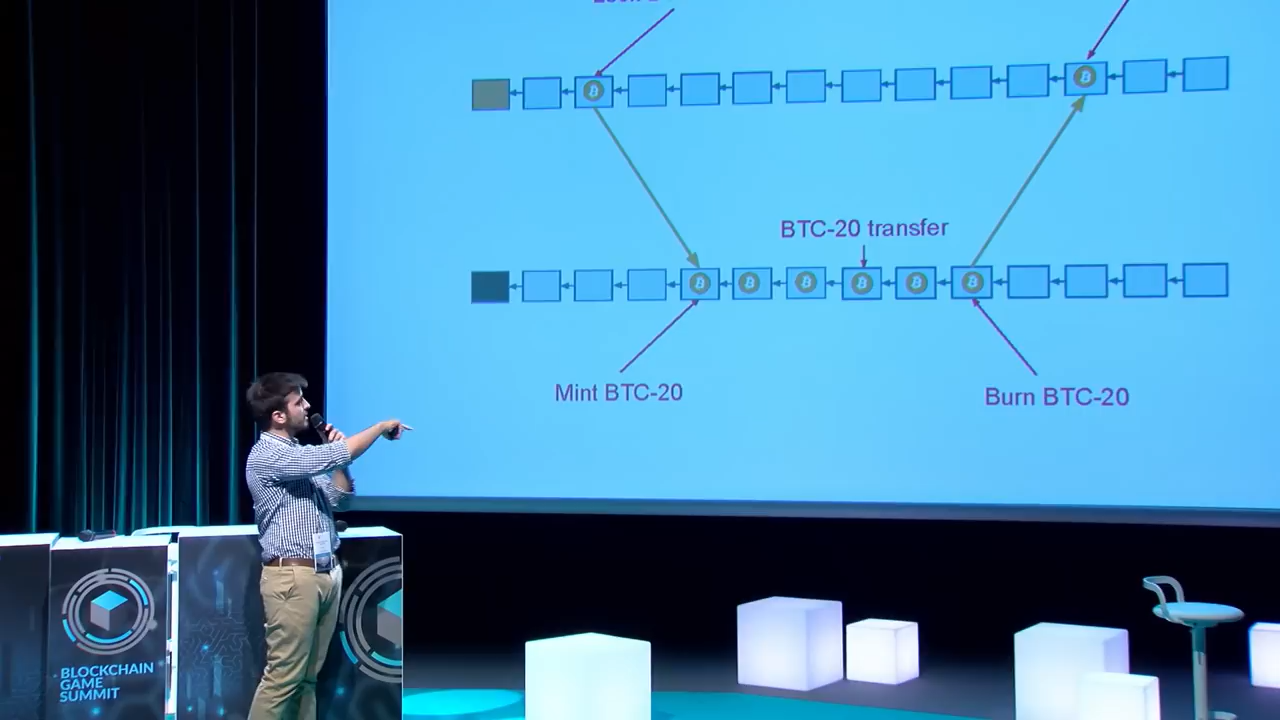 BTC-20 transfer
Mint BTC-20
Burn BTC-20
BLOCKCHAIN
GAME
SUMMIT